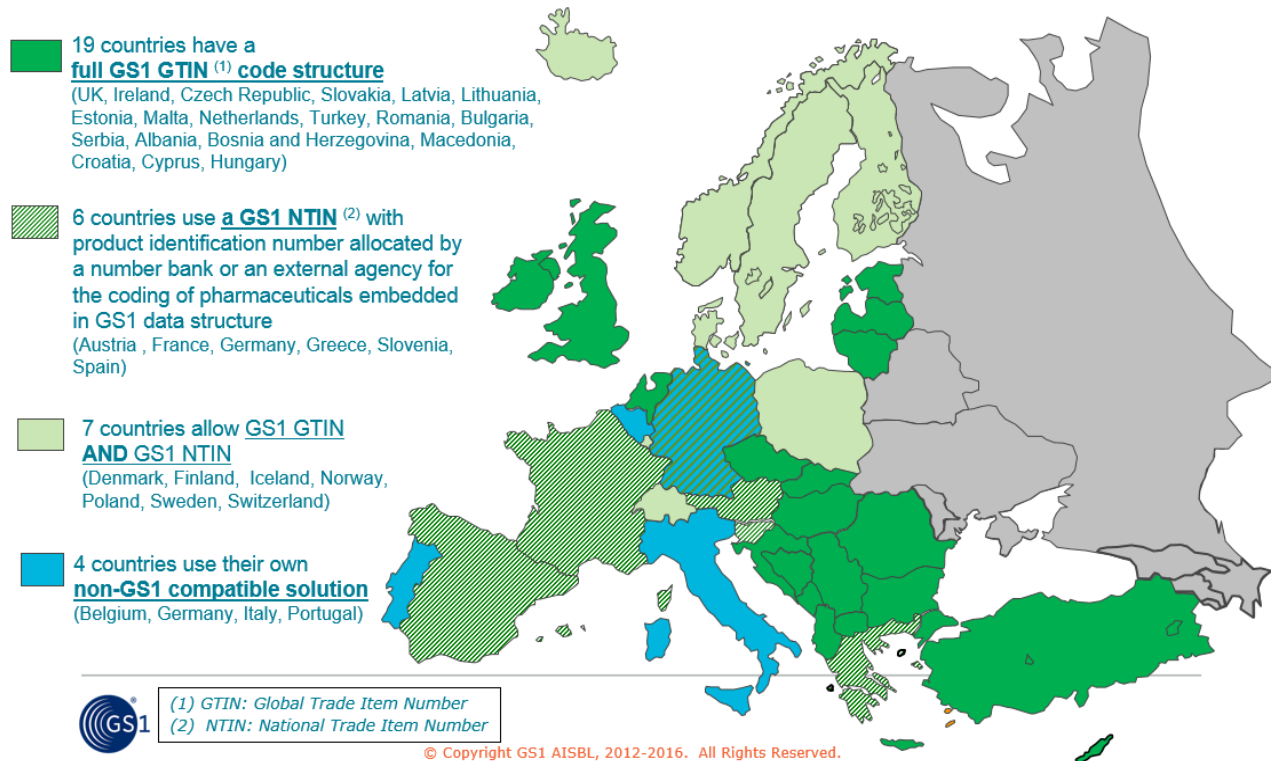 19 countries have a
full GS1 GTIN (1) code structure
(UK, Ireland, Czech Republic, Slovakia, Latvia, Lithuania,
Estonia, Malta, Netherlands, Turkey, Romania, Bulgaria,
Serbia, Albania, Bosnia and Herzegovina, Macedonia,
Croatia, Cyprus, Hungary)
6 countries use a GS1 NTIN (2) with
product identification number allocated by
a number bank or an external agency for
the coding of pharmaceuticals embedded
in GS1 data structure
(Austria , France, Germany, Greece, Slovenia,
Spain)
7 countries allow GS1 GTIN
AND GS1 NTIN
(Denmark, Finland, Iceland, Norway,
Poland, Sweden, Switzerland)
4 countries use their own
non-GS1 compatible solution
(Belgium, Germany, Italy, Portugal)
GS1 ®
(1) GTIN: Global Trade Item Number
(2) NTIN: National Trade Item Number
© Copyright GS1 AISBL, 2012-2016. All Rights Reserved.